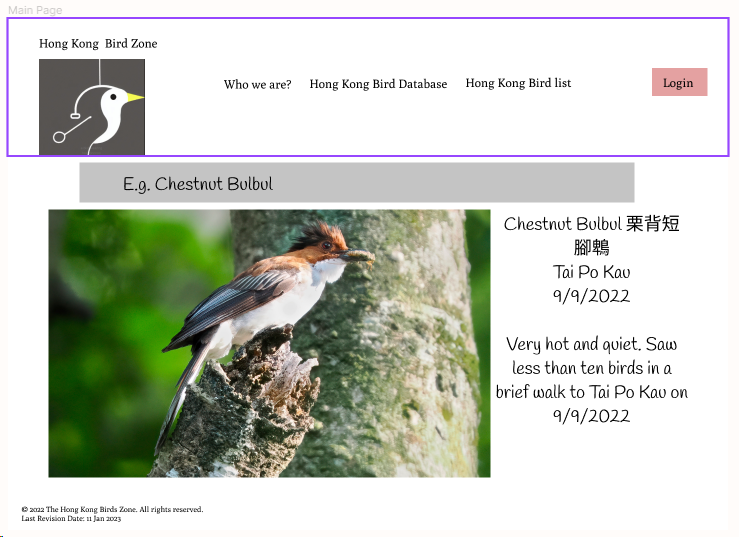 Main Page
Hong Kong Bird Zone
Who we are?
Hong Kong Bird Database
Hong Kong Bird list
Login
E.g. Chestnut Bulbul
Chestnut Bulbul 栗背短
腳鵯
Tai Po Kau
9/9/2022
Very hot and quiet. Saw
less than ten birds in a
brief walk to Tai Po Kau on
9/9/2022
© 2022 The Hong Kong Birds Zone. All rights reserved.
Last Revision Date: 11 Jan 2023